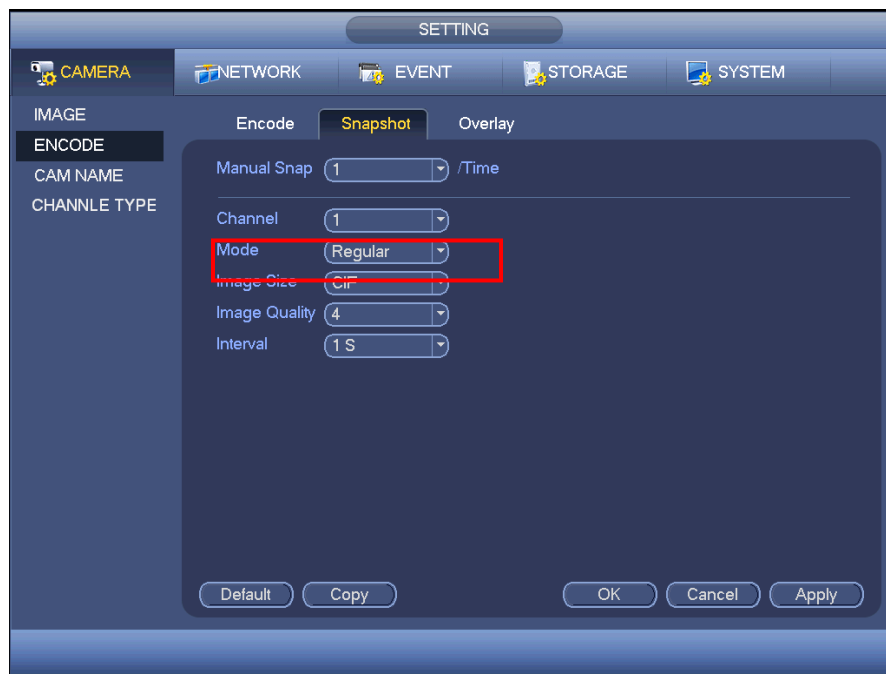 SETTING
CAMERA NETWORK EVENT STORAGE SYSTEM
IMAGE
ENCODE
CAM NAME
CHANNLE TYPE
Encode Snapshot Overlay
Manual Snap 1 /Time
Channel 1
Mode Regular
Image Size CIF
Image Quality 4
Interval 1 S
Default Copy OK Cancel Apply